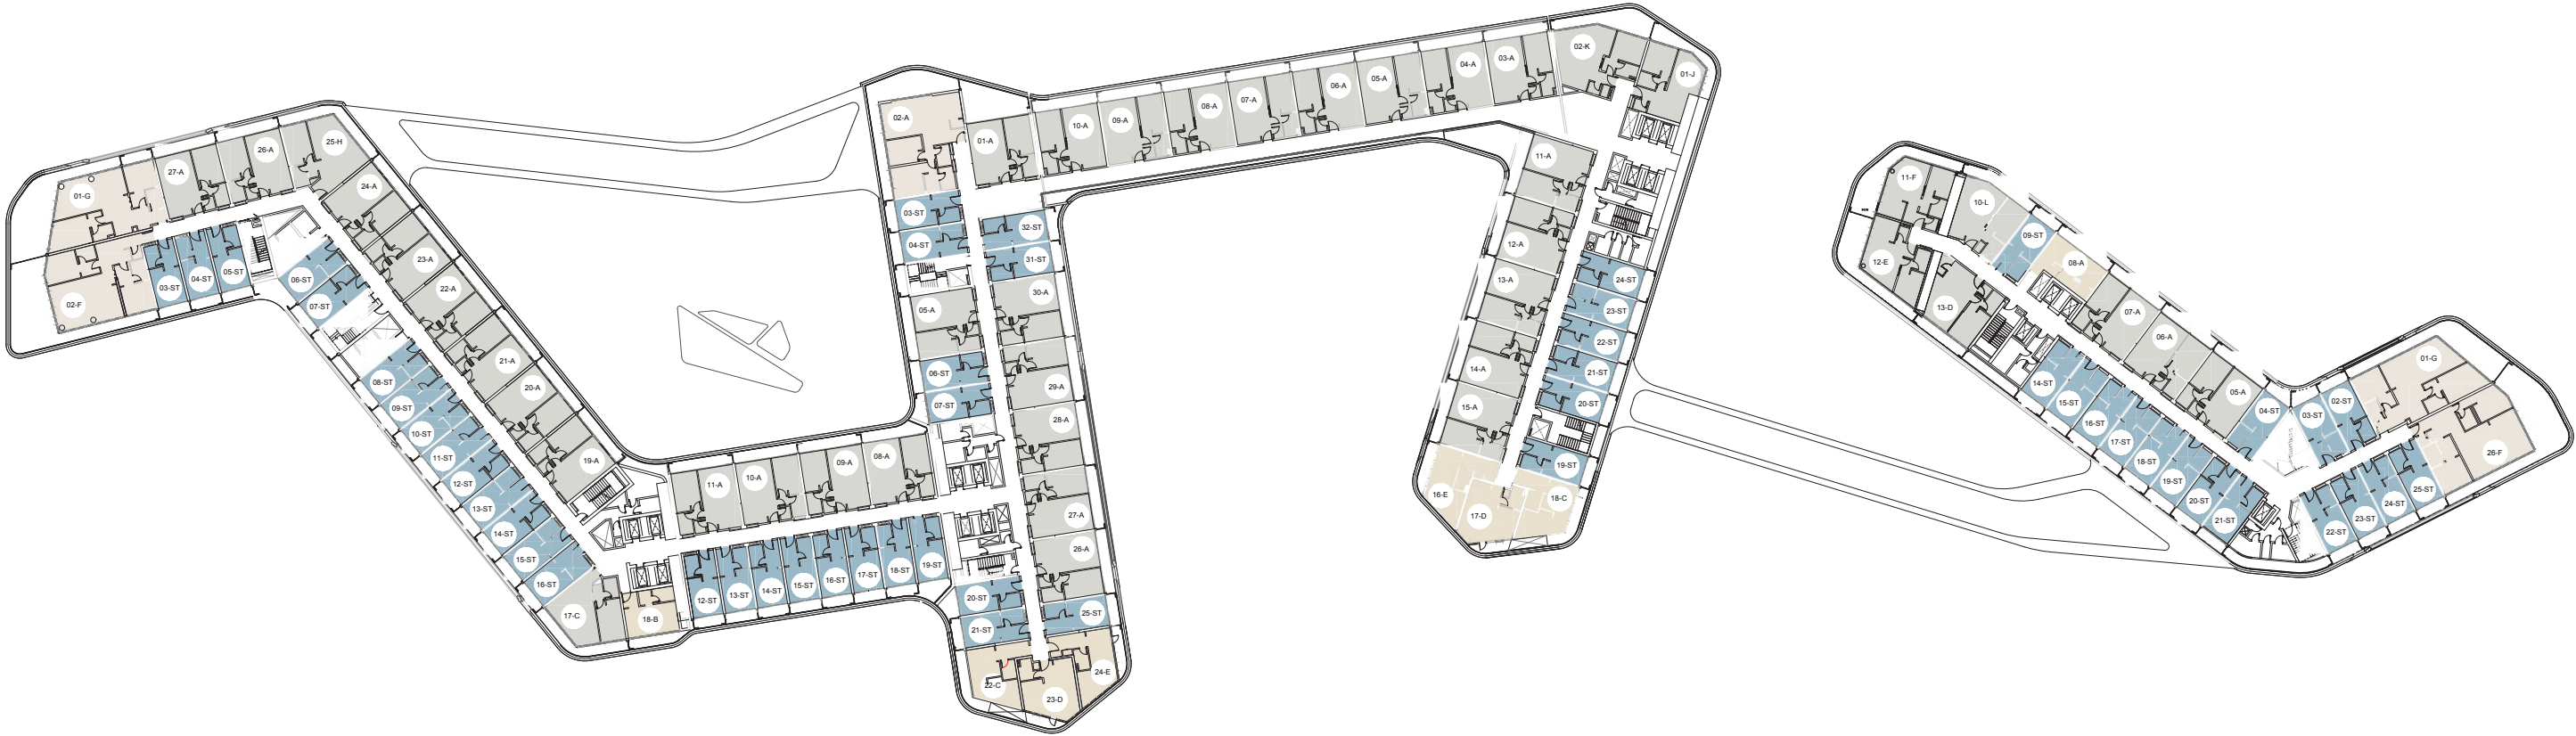 01-G
02-F
03-ST
04-ST
05-ST
06-ST
07-ST
08-ST
09-ST
10-ST
11-ST
12-ST
13-ST
14-ST
15-ST
16-ST
17-C
18-B
19-A
20-A
21-A
22-A
23-A
24-A
25-H
26-A
27-A
01-A
02-A
03-ST
04-ST
05-A
06-ST
07-ST
08-A
09-A
10-A
11-A
12-ST
13-ST
14-ST
15-ST
16-ST
17-ST
18-ST
19-ST
20-ST
21-ST
22-C
23-D
24-E
25-ST
26-A
27-A
28-A
29-A
30-A
31-ST
32-ST
01-J
02-K
03-A
04-A
05-A
06-A
07-A
08-A
09-A
10-A
11-A
12-A
13-A
14-A
15-A
16-E
17-D
18-C
19-ST
20-ST
21-ST
22-ST
23-ST
24-ST
01-G
02-ST
03-ST
04-ST
05-A
06-A
07-A
08-A
09-ST
10-L
11-F
12-E
13-D
14-ST
15-ST
16-ST
17-ST
18-ST
19-ST
20-ST
21-ST
22-ST
23-ST
24-ST
25-ST
26-F